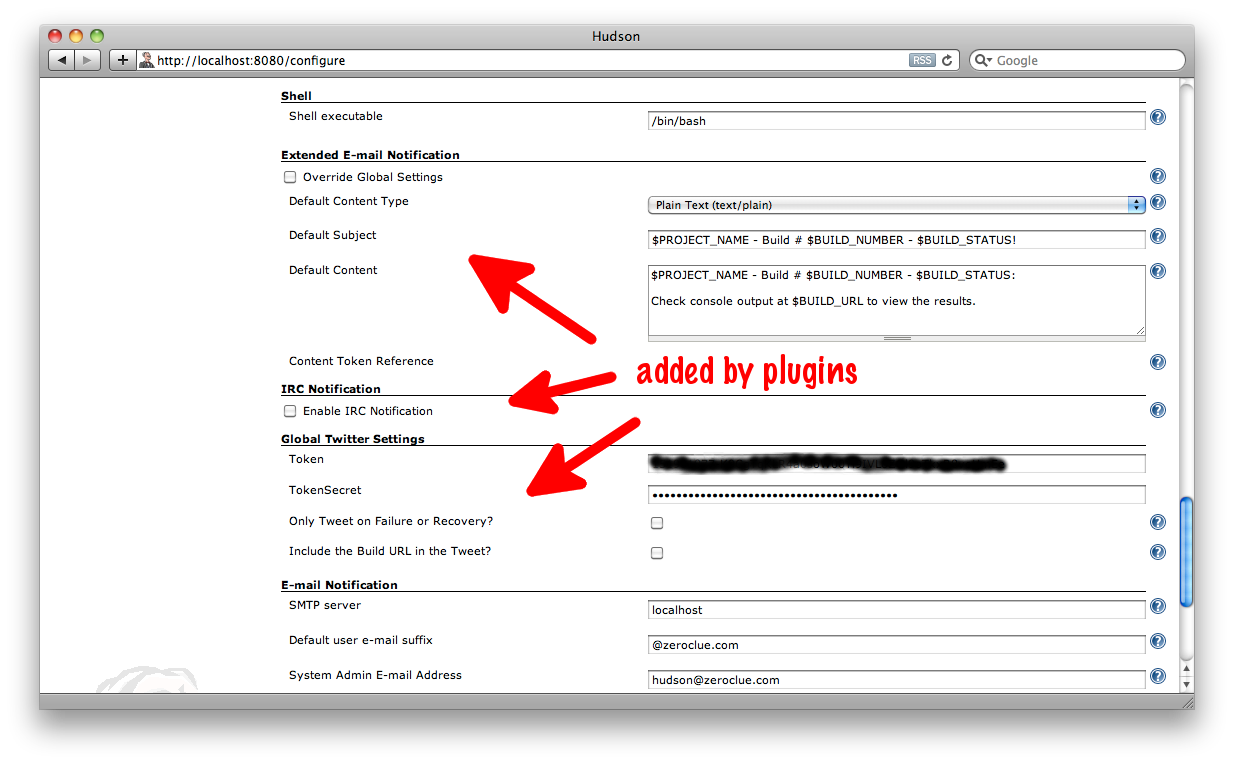 Hudson
http://localhost:8080/configure
RSS
Google
Shell
Shell executable
/bin/bash
Extended E-mail Notification
Override Global Settings
Default Content Type
Plain Text (text/plain)
Default Subject
$PROJECT_NAME - Build # $BUILD_NUMBER - $BUILD_STATUS!
Default Content
$PROJECT_NAME - Build # $BUILD_NUMBER - $BUILD_STATUS:
Check console output at $BUILD_URL to view the results.
Content Token Reference
added by plugins
IRC Notification
Enable IRC Notification
Global Twitter Settings
Token
TokenSecret
Only Tweet on Failure or Recovery?
Include the Build URL in the Tweet?
E-mail Notification
SMTP server
localhost
Default user e-mail suffix
@zeroclue.com
System Admin E-mail Address
hudson@zeroclue.com